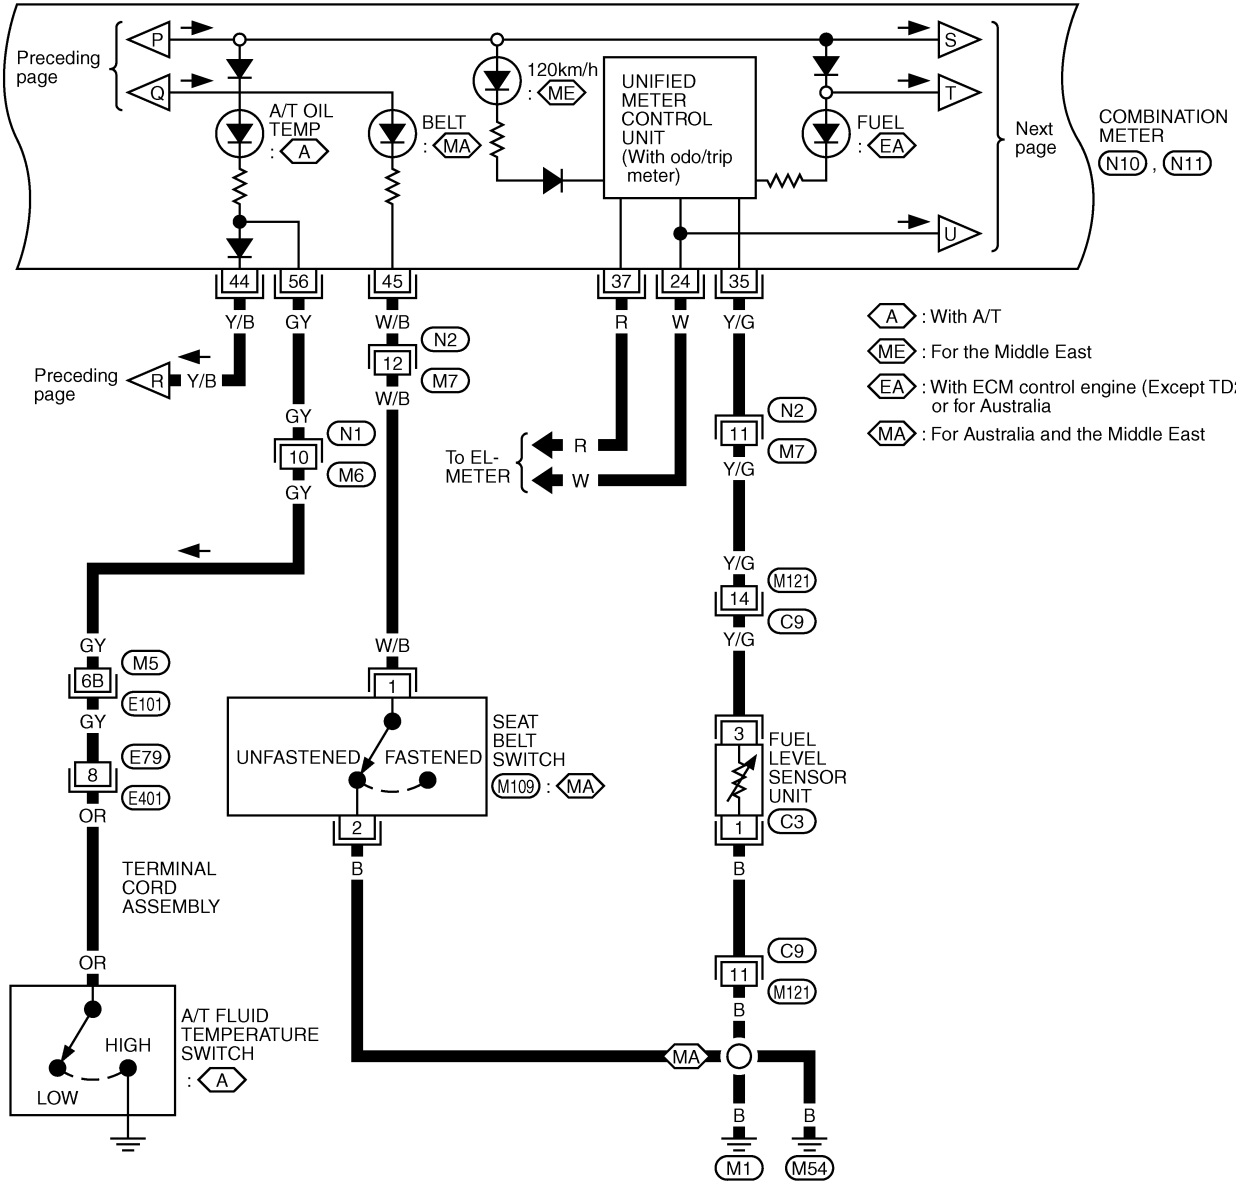 Preceding
page
P
Q
A/T OIL
TEMP
: A
BELT
: MA
120km/h
: ME
UNIFIED
METER
CONTROL
UNIT
(With odo/trip
meter)
FUEL
: EA
S
T
U
Next
page
COMBINATION
METER
N10 , N11
44
56
45
37
24
35
Y/B
GY
W/B
R
W
Y/G
A : With A/T
ME : For the Middle East
EA : With ECM control engine (Except TD2
or for Australia
MA : For Australia and the Middle East
Preceding
page
R
Y/B
12
N2
M7
W/B
GY
10
N1
M6
GY
To EL-
METER
R
W
11
N2
M7
Y/G
Y/G
14
M121
C9
Y/G
GY
6B
M5
E101
GY
8
E79
E401
OR
W/B
1
UNFASTENED
FASTENED
SEAT
BELT
SWITCH
M109 : MA
2
B
3
FUEL
LEVEL
SENSOR
UNIT
1
C3
B
TERMINAL
CORD
ASSEMBLY
OR
A/T FLUID
TEMPERATURE
SWITCH
: A
HIGH
LOW
11
C9
M121
B
MA
B
B
M1
M54